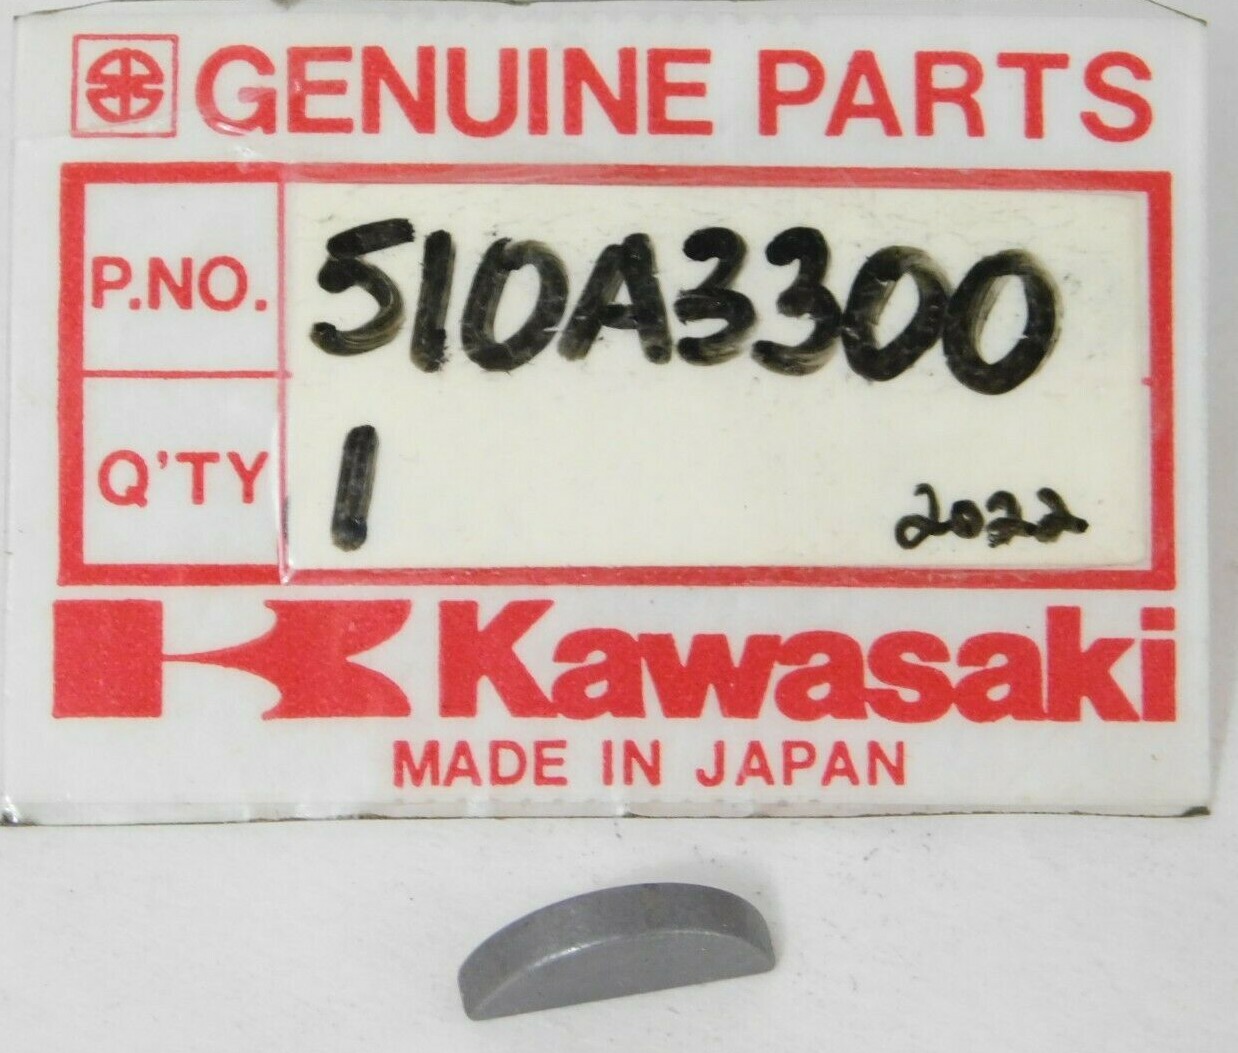 GENUINE PARTS
P.NO. 510A3300
Q'TY 1
2022
Kawasaki
MADE IN JAPAN